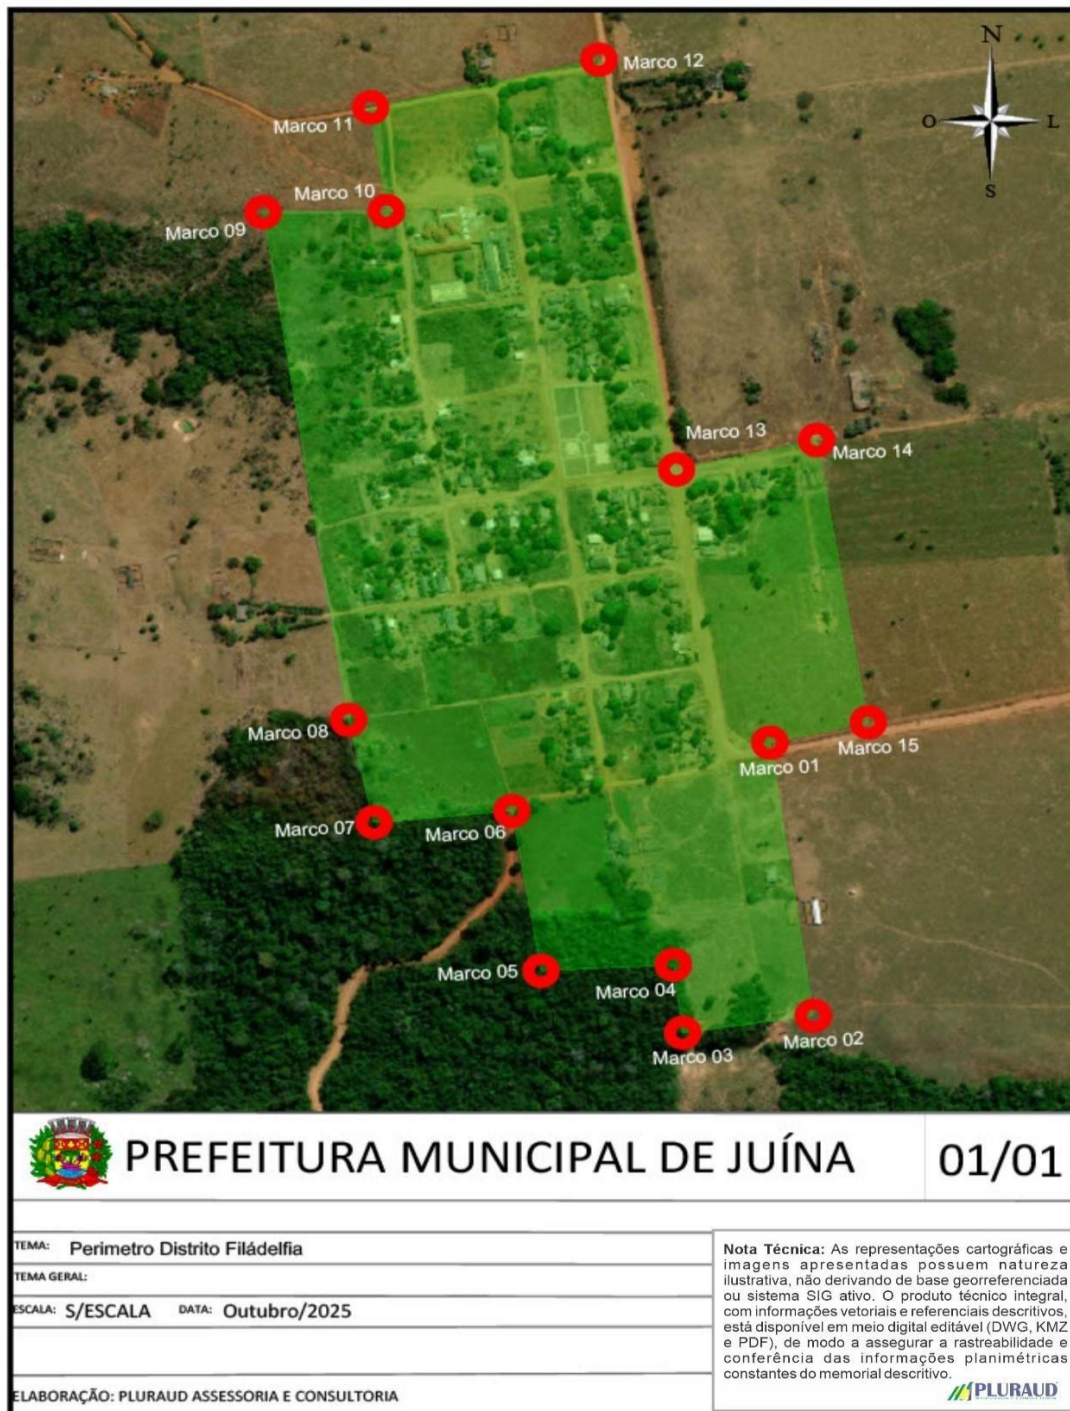 N
Marco 12
Marco 11
O
L
S
Marco 10
Marco 09
Marco 13
Marco 14
Marco 08
Marco 15
Marco 01
Marco 07
Marco 06
Marco 05
Marco 04
Marco 02
Marco 03
PREFEITURA MUNICIPAL DE JUÍNA
01/01
TEMA: Perimetro Distrito Filádelfia
TEMA GERAL:
ESCALA: S/ESCALA DATA: Outubro/2025
ELABORAÇÃO: PLURAUD ASSESSORIA E CONSULTORIA
Nota Técnica: As representações cartográficas e
imagens apresentadas possuem natureza
ilustrativa, não derivando de base georreferenciada
ou sistema SIG ativo. O produto técnico integral,
com informações vetoriais e referenciais descritivos,
está disponível em meio digital editável (DWG, KMZ
e PDF), de modo a assegurar a rastreabilidade e
conferência das informações planimétricas
constantes do memorial descritivo.
PLURAUD